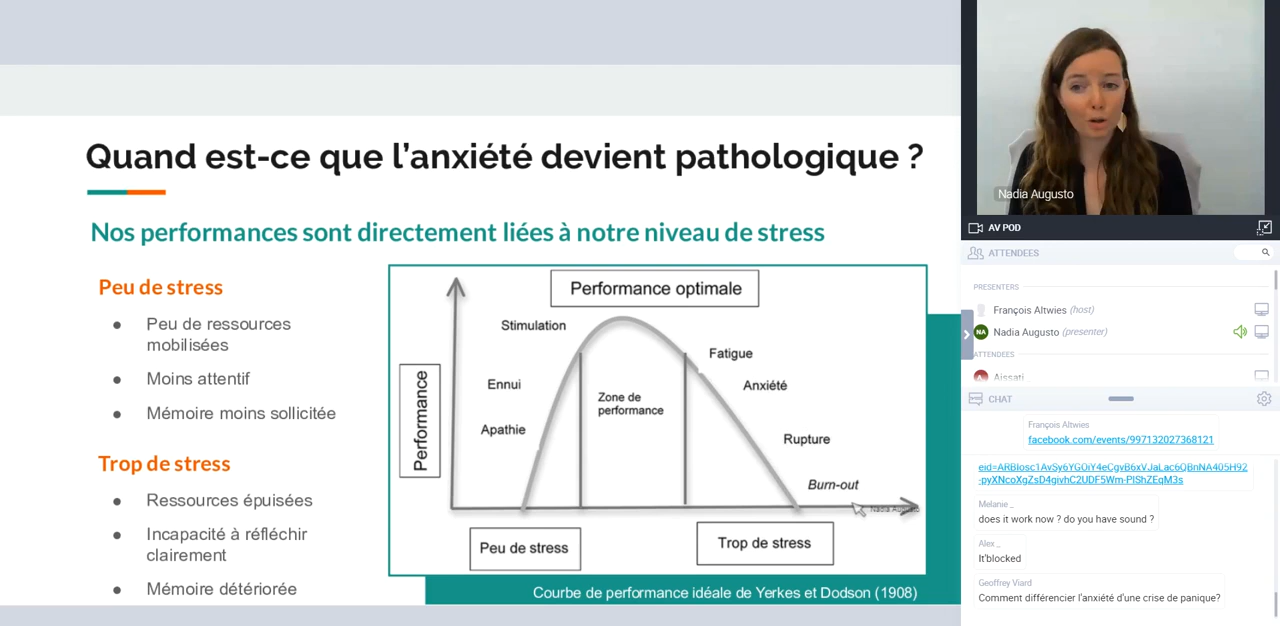 Quand est-ce que l'anxiété devient pathologique ?
Nos performances sont directement liées à notre niveau de stress
Peu de stress
● Peu de ressources
mobilisées
● Moins attentif
● Mémoire moins sollicitée
Trop de stress
● Ressources épuisées
● Incapacité à réfléchir
clairement
● Mémoire détériorée
Performance optimale
Stimulation
Fatigue
Ennui
Anxiété
Zone de
performance
Apathie
Rupture
Burn-out
Performance
Nadia Augusto
Peu de stress
Trop de stress
Courbe de performance idéale de Yerkes et Dodson (1908)
Nadia Augusto
AV POD
ATTENDEES
PRESENTERS
François Altwies (host)
NA Nadia Augusto (presenter)
ATTENDEES
Aissati
CHAT
François Altwies
facebook.com/events/997132027368121
Melanie _
does it work now ? do you have sound ?
Alex _
It'blocked
Geoffrey Viard
Comment différencier l'anxiété d'une crise de panique?